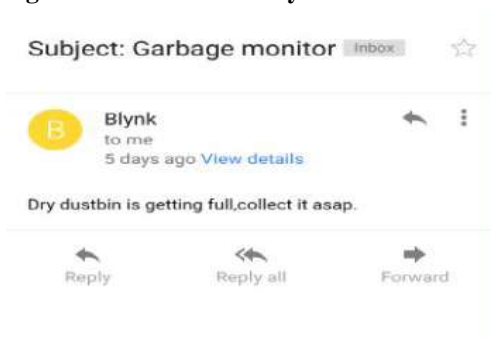 Subject: Garbage monitor Inbox
B
Blynk
to me
5 days ago View details
Dry dustbin is getting full,collect it asap.
Reply Reply all Forward